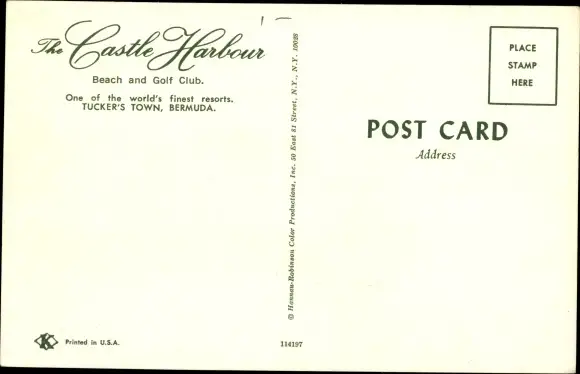 1 –
The Castle Harbour
Beach and Golf Club.
One of the world's finest resorts.
TUCKER'S TOWN, BERMUDA.
© Hannau-Robinson Color Productions, Inc. 50 East 81 Street, N.Y., N.Y. 10028
PLACE
STAMP
HERE
POST CARD
Address
K
Printed in U.S.A.
114197